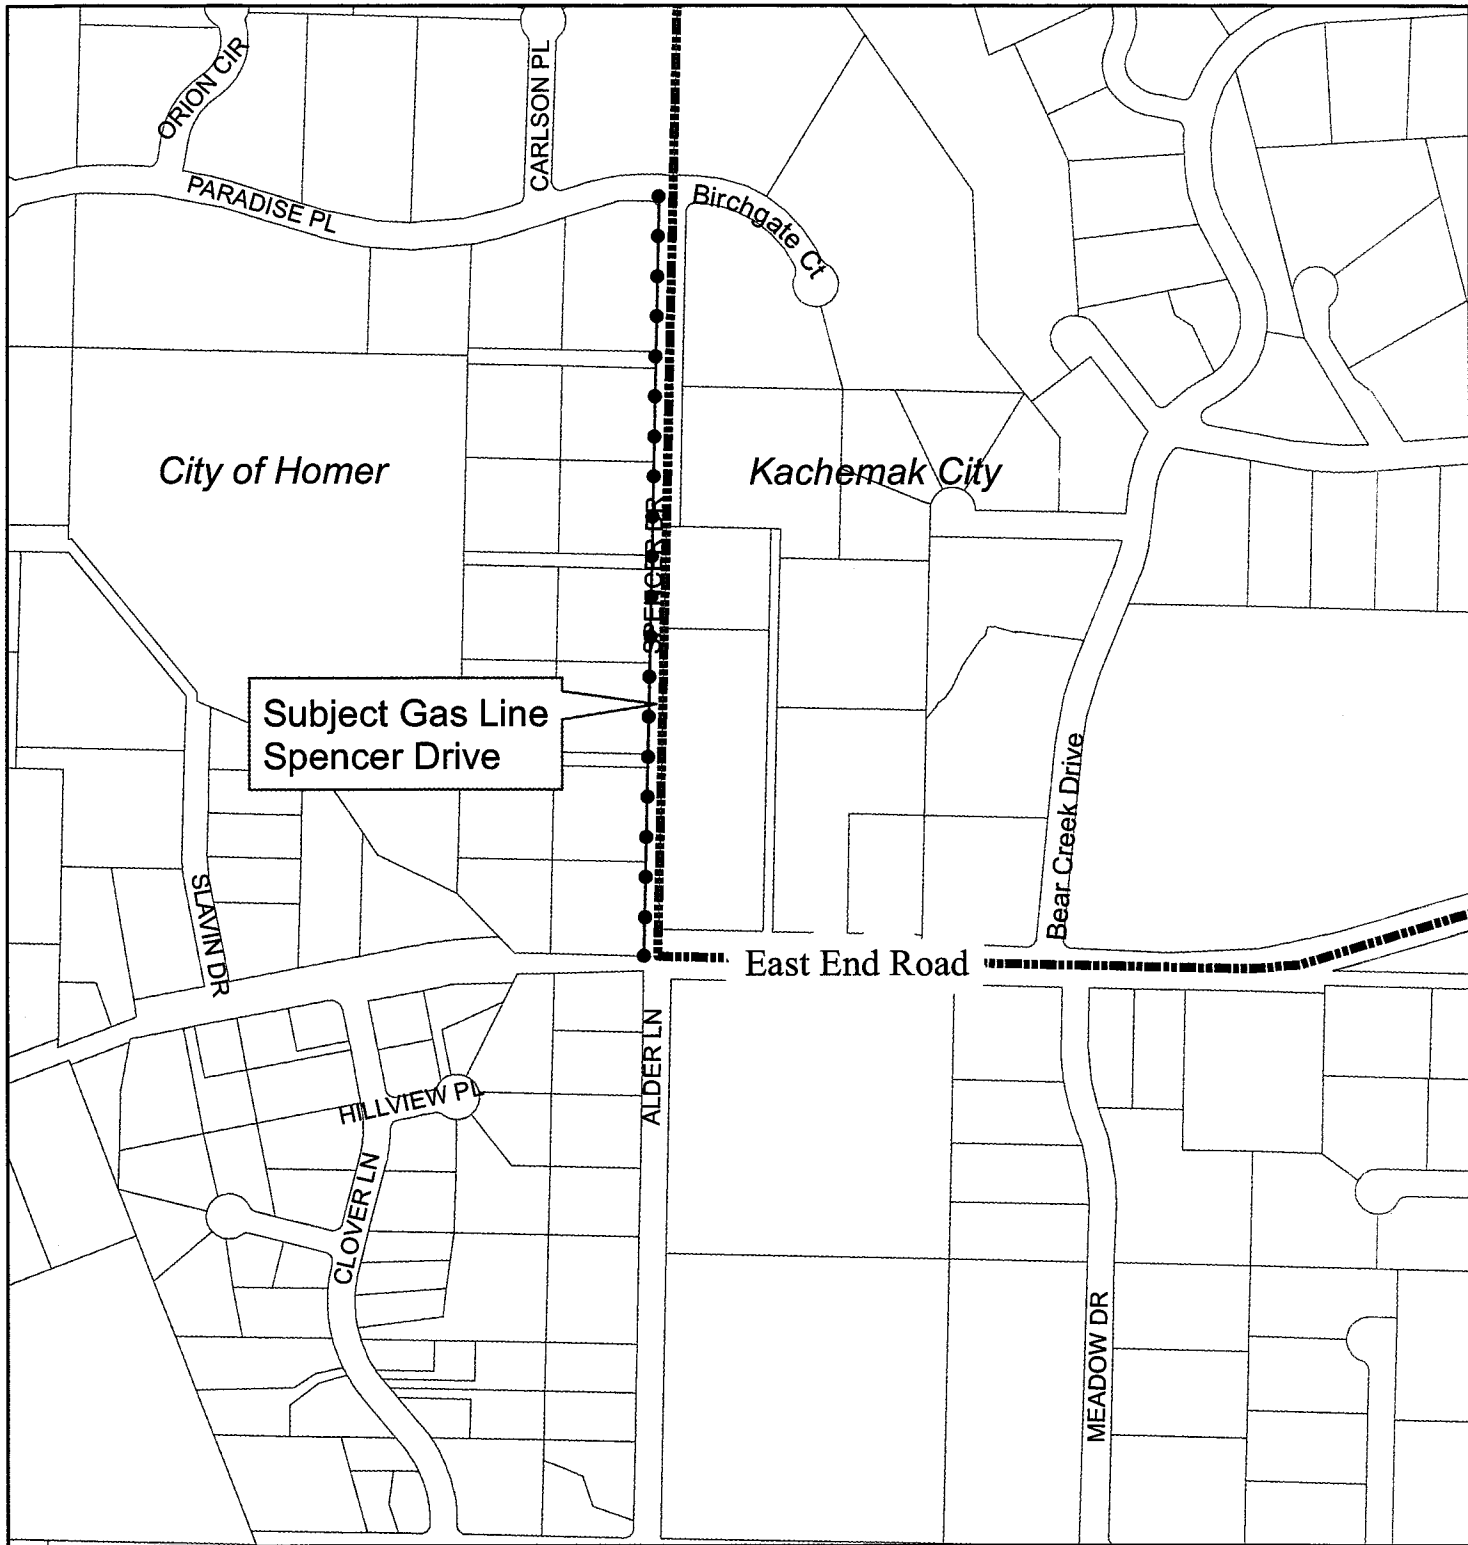 ORION CIR
CARLSON PL
PARADISE PL
Birchgate Ct
City of Homer
Kachemak City
SPENCER DR
Subject Gas Line
Spencer Drive
Bear Creek Drive
SLAVIN DR
East End Road
ALDER LN
HILLVIEW PL
CLOVER LN
MEADOW DR